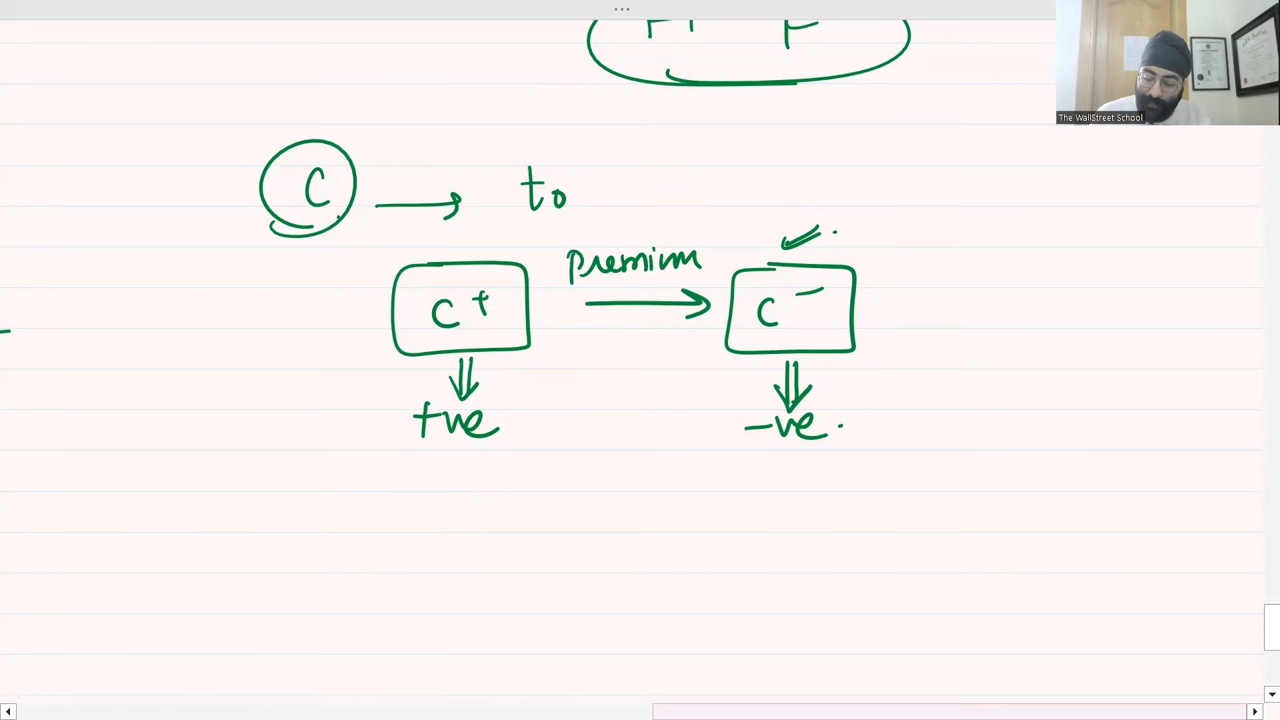 The WallStreet School
C → to
premium
C + → C −
+ve -ve.